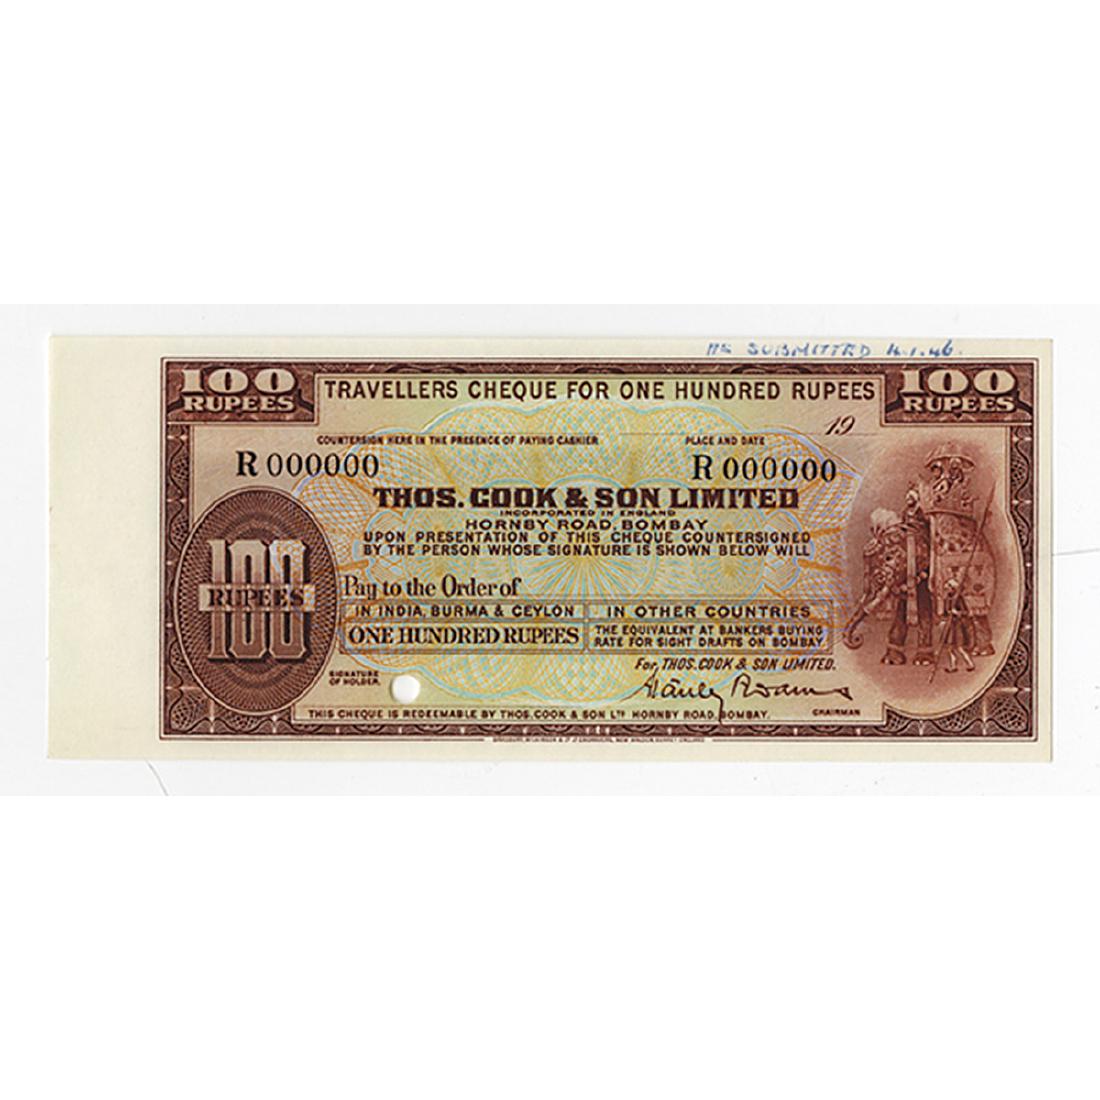 AS SUBMITTED 4.1.46.
100 RUPEES
TRAVELLERS CHEQUE FOR ONE HUNDRED RUPEES
100 RUPEES
19
COUNTERSIGN HERE IN THE PRESENCE OF PAYING CASHIER
PLACE AND DATE
R 000000
R 000000
THOS. COOK & SON LIMITED
INCORPORATED IN ENGLAND
HORNBY ROAD, BOMBAY
UPON PRESENTATION OF THIS CHEQUE COUNTERSIGNED
BY THE PERSON WHOSE SIGNATURE IS SHOWN BELOW WILL
100
RUPEES
Pay to the Order of
IN INDIA, BURMA & CEYLON
IN OTHER COUNTRIES
ONE HUNDRED RUPEES
THE EQUIVALENT AT BANKERS BUYING
RATE FOR SIGHT DRAFTS ON BOMBAY
For THOS. COOK & SON LIMITED.
SIGNATURE
OF HOLDER
Stanley Adams
CHAIRMAN
THIS CHEQUE IS REDEEMABLE BY THOS. COOK & SON LTD HORNBY ROAD, BOMBAY.